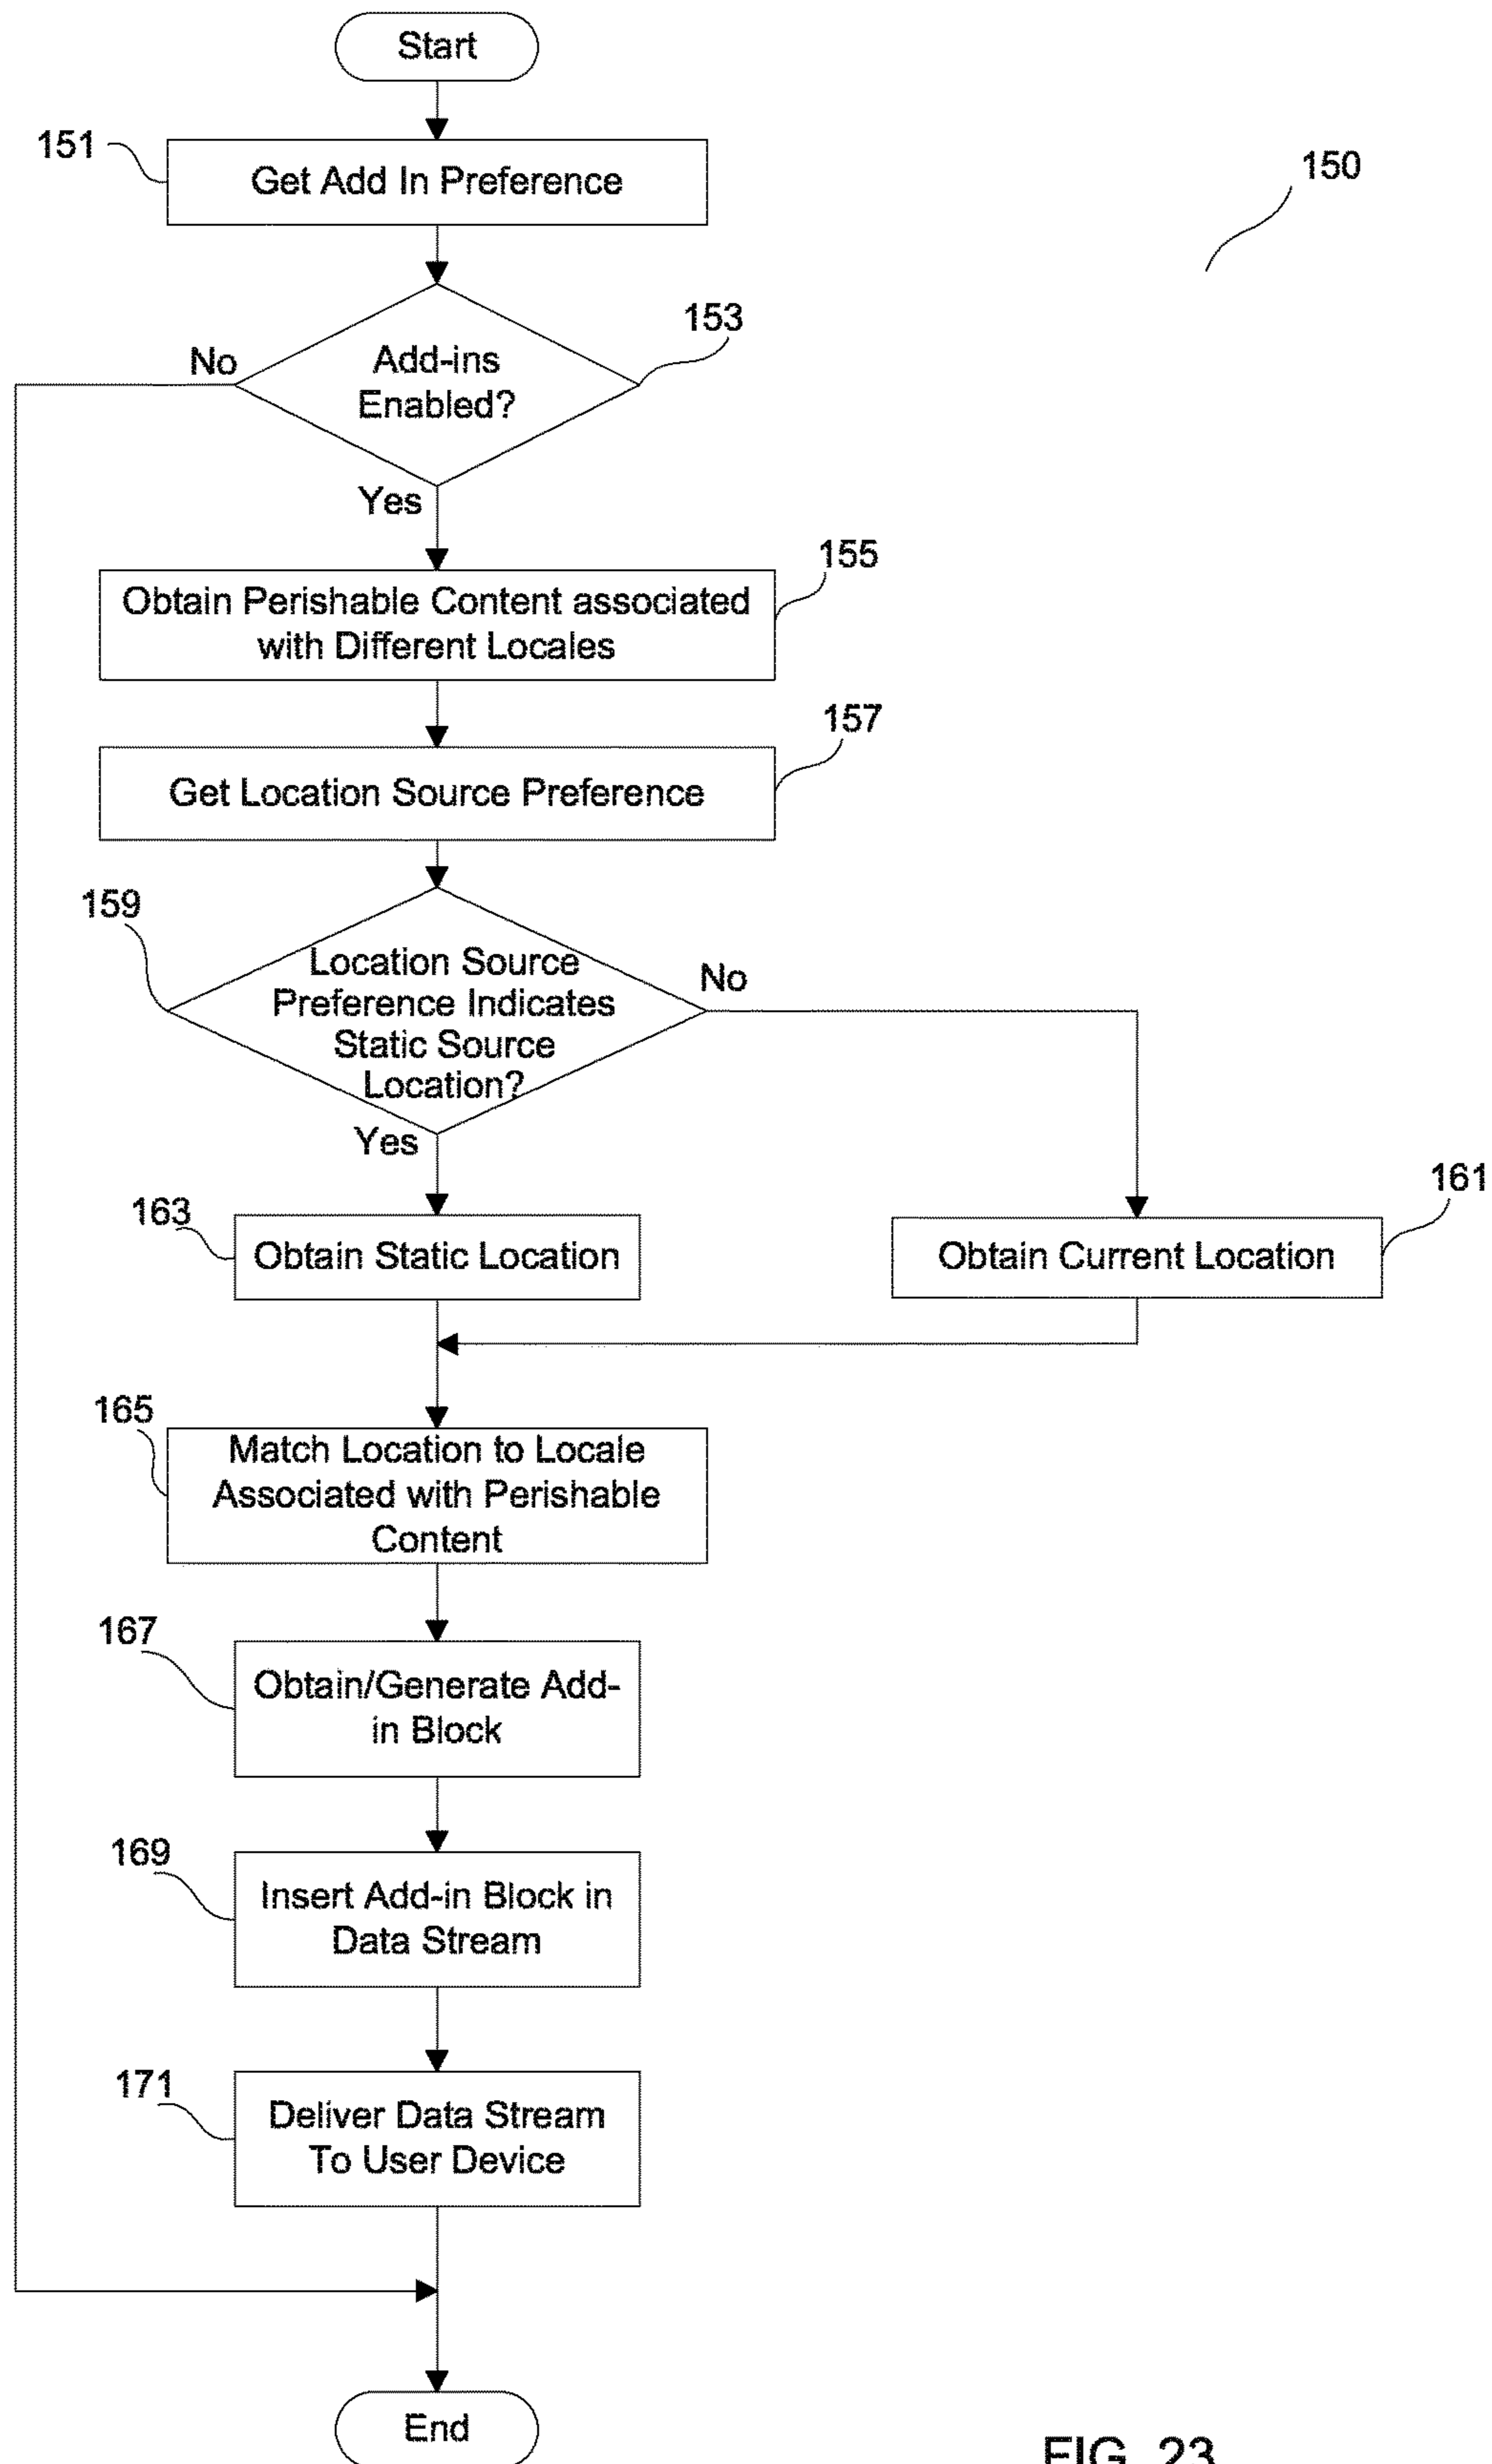 Start
151
Get Add In Preference
150
153
No
Add-ins
Enabled?
Yes
155
Obtain Perishable Content associated
with Different Locales
157
Get Location Source Preference
159
Location Source
Preference Indicates
Static Source
Location?
No
Yes
163
Obtain Static Location
161
Obtain Current Location
165
Match Location to Locale
Associated with Perishable
Content
167
Obtain/Generate Add-
in Block
169
Insert Add-in Block in
Data Stream
171
Deliver Data Stream
To User Device
End
FIG. 23